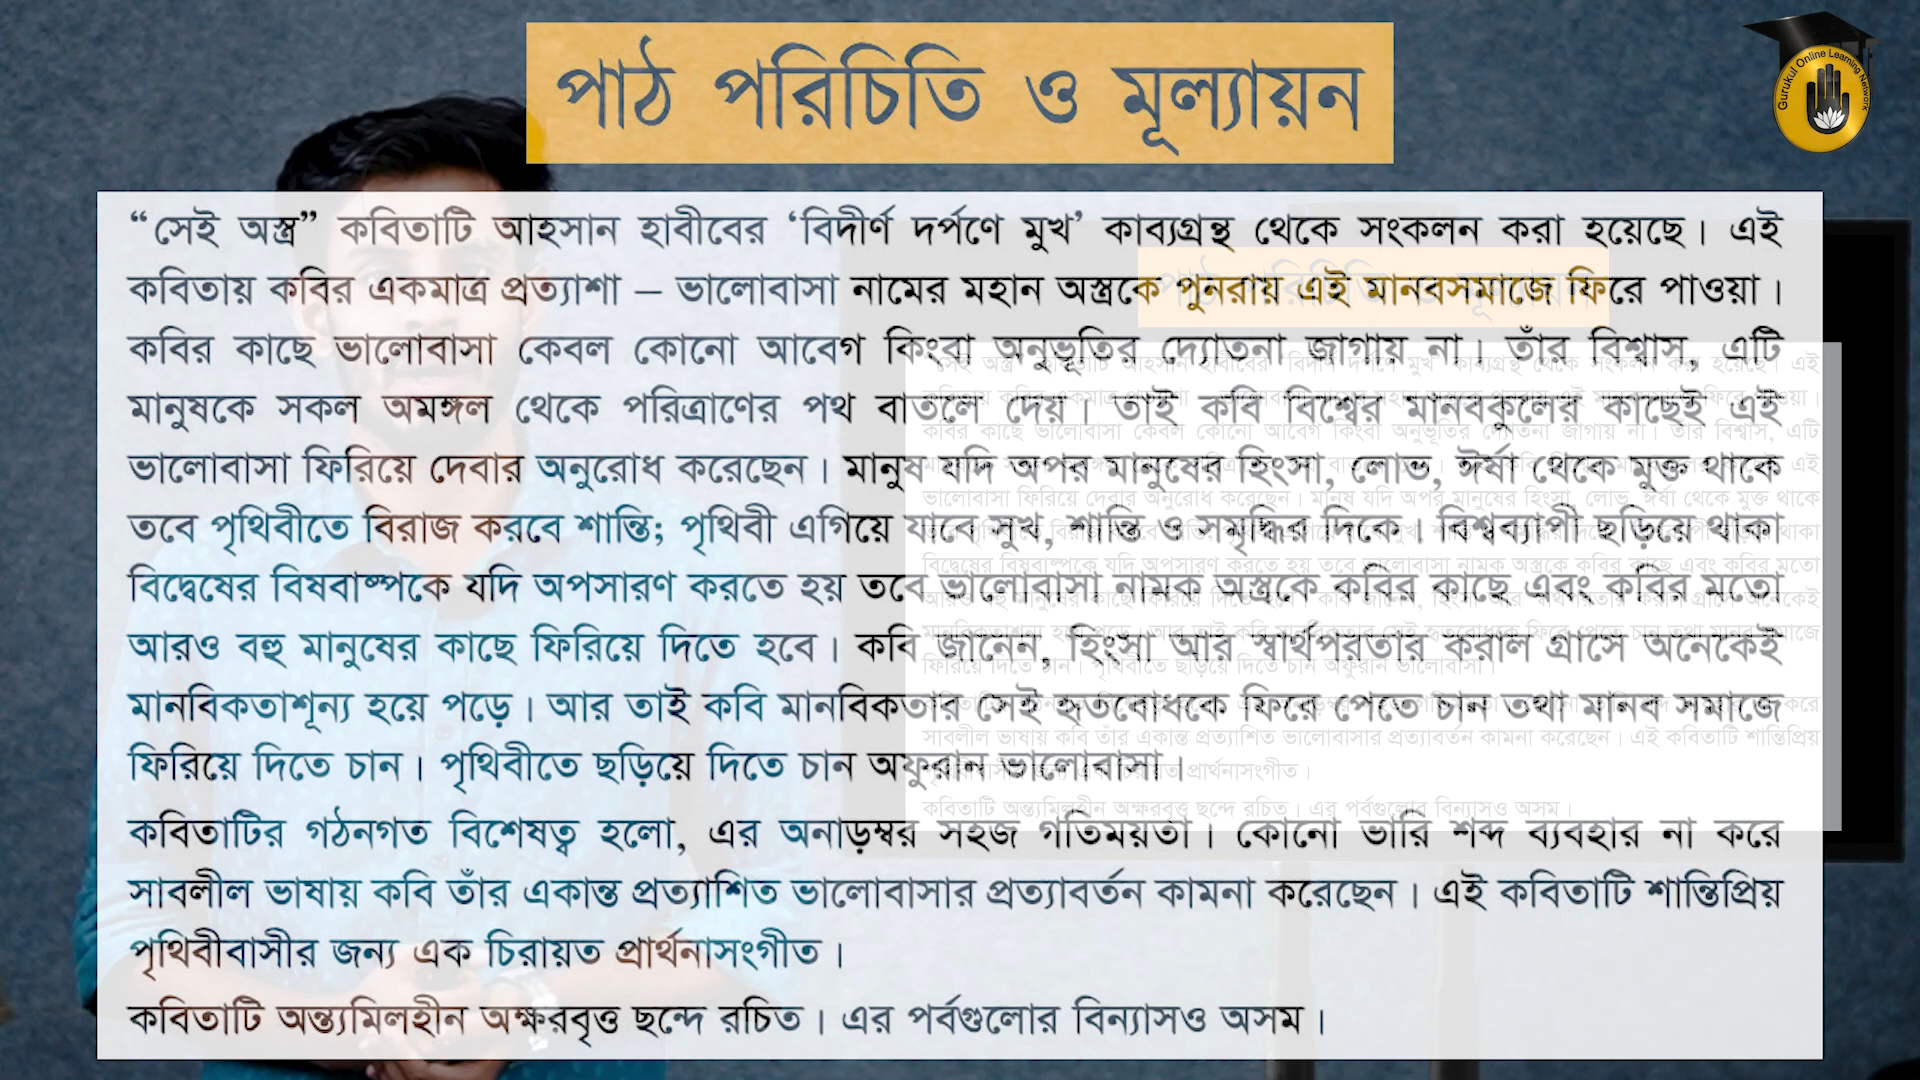 পাঠ পরিচিতি ও মূল্যায়ন
Gurukul Online Learning Network
“সেই অস্ত্র” কবিতাটি আহসান হাবীবের ‘বিদীর্ণ দর্পণে মুখ’ কাব্যগ্রন্থ থেকে সংকলন করা হয়েছে। এই
কবিতায় কবির একমাত্র প্রত্যাশা – ভালোবাসা নামের মহান অস্ত্রকে পুনরায় এই মানবসমাজে ফিরে পাওয়া।
কবির কাছে ভালোবাসা কেবল কোনো আবেগ কিংবা অনুভূতির দ্যোতনা জাগায় না। তাঁর বিশ্বাস, এটি
মানুষকে সকল অমঙ্গল থেকে পরিত্রাণের পথ বাতলে দেয়। তাই কবি বিশ্বের মানবকুলের কাছেই এই
ভালোবাসা ফিরিয়ে দেবার অনুরোধ করেছেন। মানুষ যদি অপর মানুষের হিংসা, লোভ, ঈর্ষা থেকে মুক্ত থাকে
তবে পৃথিবীতে বিরাজ করবে শান্তি; পৃথিবী এগিয়ে যাবে সুখ, শান্তি ও সমৃদ্ধির দিকে। বিশ্বব্যাপী ছড়িয়ে থাকা
বিদ্বেষের বিষবাষ্পকে যদি অপসারণ করতে হয় তবে ভালোবাসা নামক অস্ত্রকে কবির কাছে এবং কবির মতো
আরও বহু মানুষের কাছে ফিরিয়ে দিতে হবে। কবি জানেন, হিংসা আর স্বার্থপরতার করাল গ্রাসে অনেকেই
মানবিকতাশূন্য হয়ে পড়ে। আর তাই কবি মানবিকতার সেই হৃতবোধকে ফিরে পেতে চান তথা মানব সমাজে
ফিরিয়ে দিতে চান। পৃথিবীতে ছড়িয়ে দিতে চান অফুরান ভালোবাসা।
কবিতাটির গঠনগত বিশেষত্ব হলো, এর অনাড়ম্বর সহজ গতিময়তা। কোনো ভারি শব্দ ব্যবহার না করে
সাবলীল ভাষায় কবি তাঁর একান্ত প্রত্যাশিত ভালোবাসার প্রত্যাবর্তন কামনা করেছেন। এই কবিতাটি শান্তিপ্রিয়
পৃথিবীবাসীর জন্য এক চিরায়ত প্রার্থনাসংগীত।
কবিতাটি অন্ত্যমিলহীন অক্ষরবৃত্ত ছন্দে রচিত। এর পর্বগুলোর বিন্যাসও অসম।